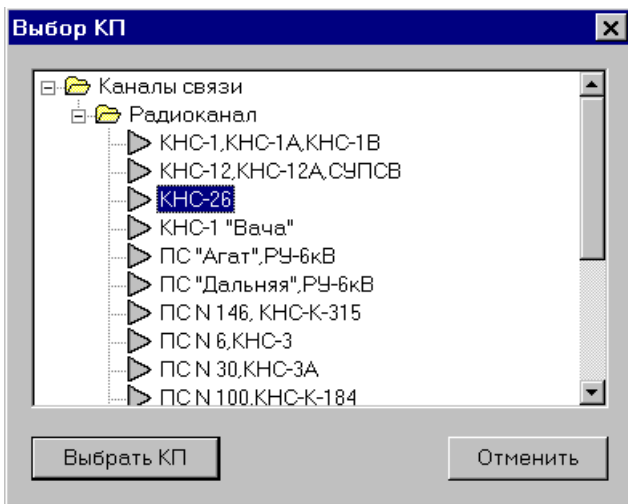 Выбор КП
Каналы связи
Радиоканал
КНС-1,КНС-1А,КНС-1В
КНС-12,КНС-12А,СУПСВ
КНС-26
КНС-1 "Вача"
ПС "Агат",РУ-6кВ
ПС "Дальняя",РУ-6кВ
ПС N 146, КНС-К-315
ПС N 6,КНС-3
ПС N 30,КНС-3А
ПС N 100,КНС-К-184
Выбрать КП
Отменить